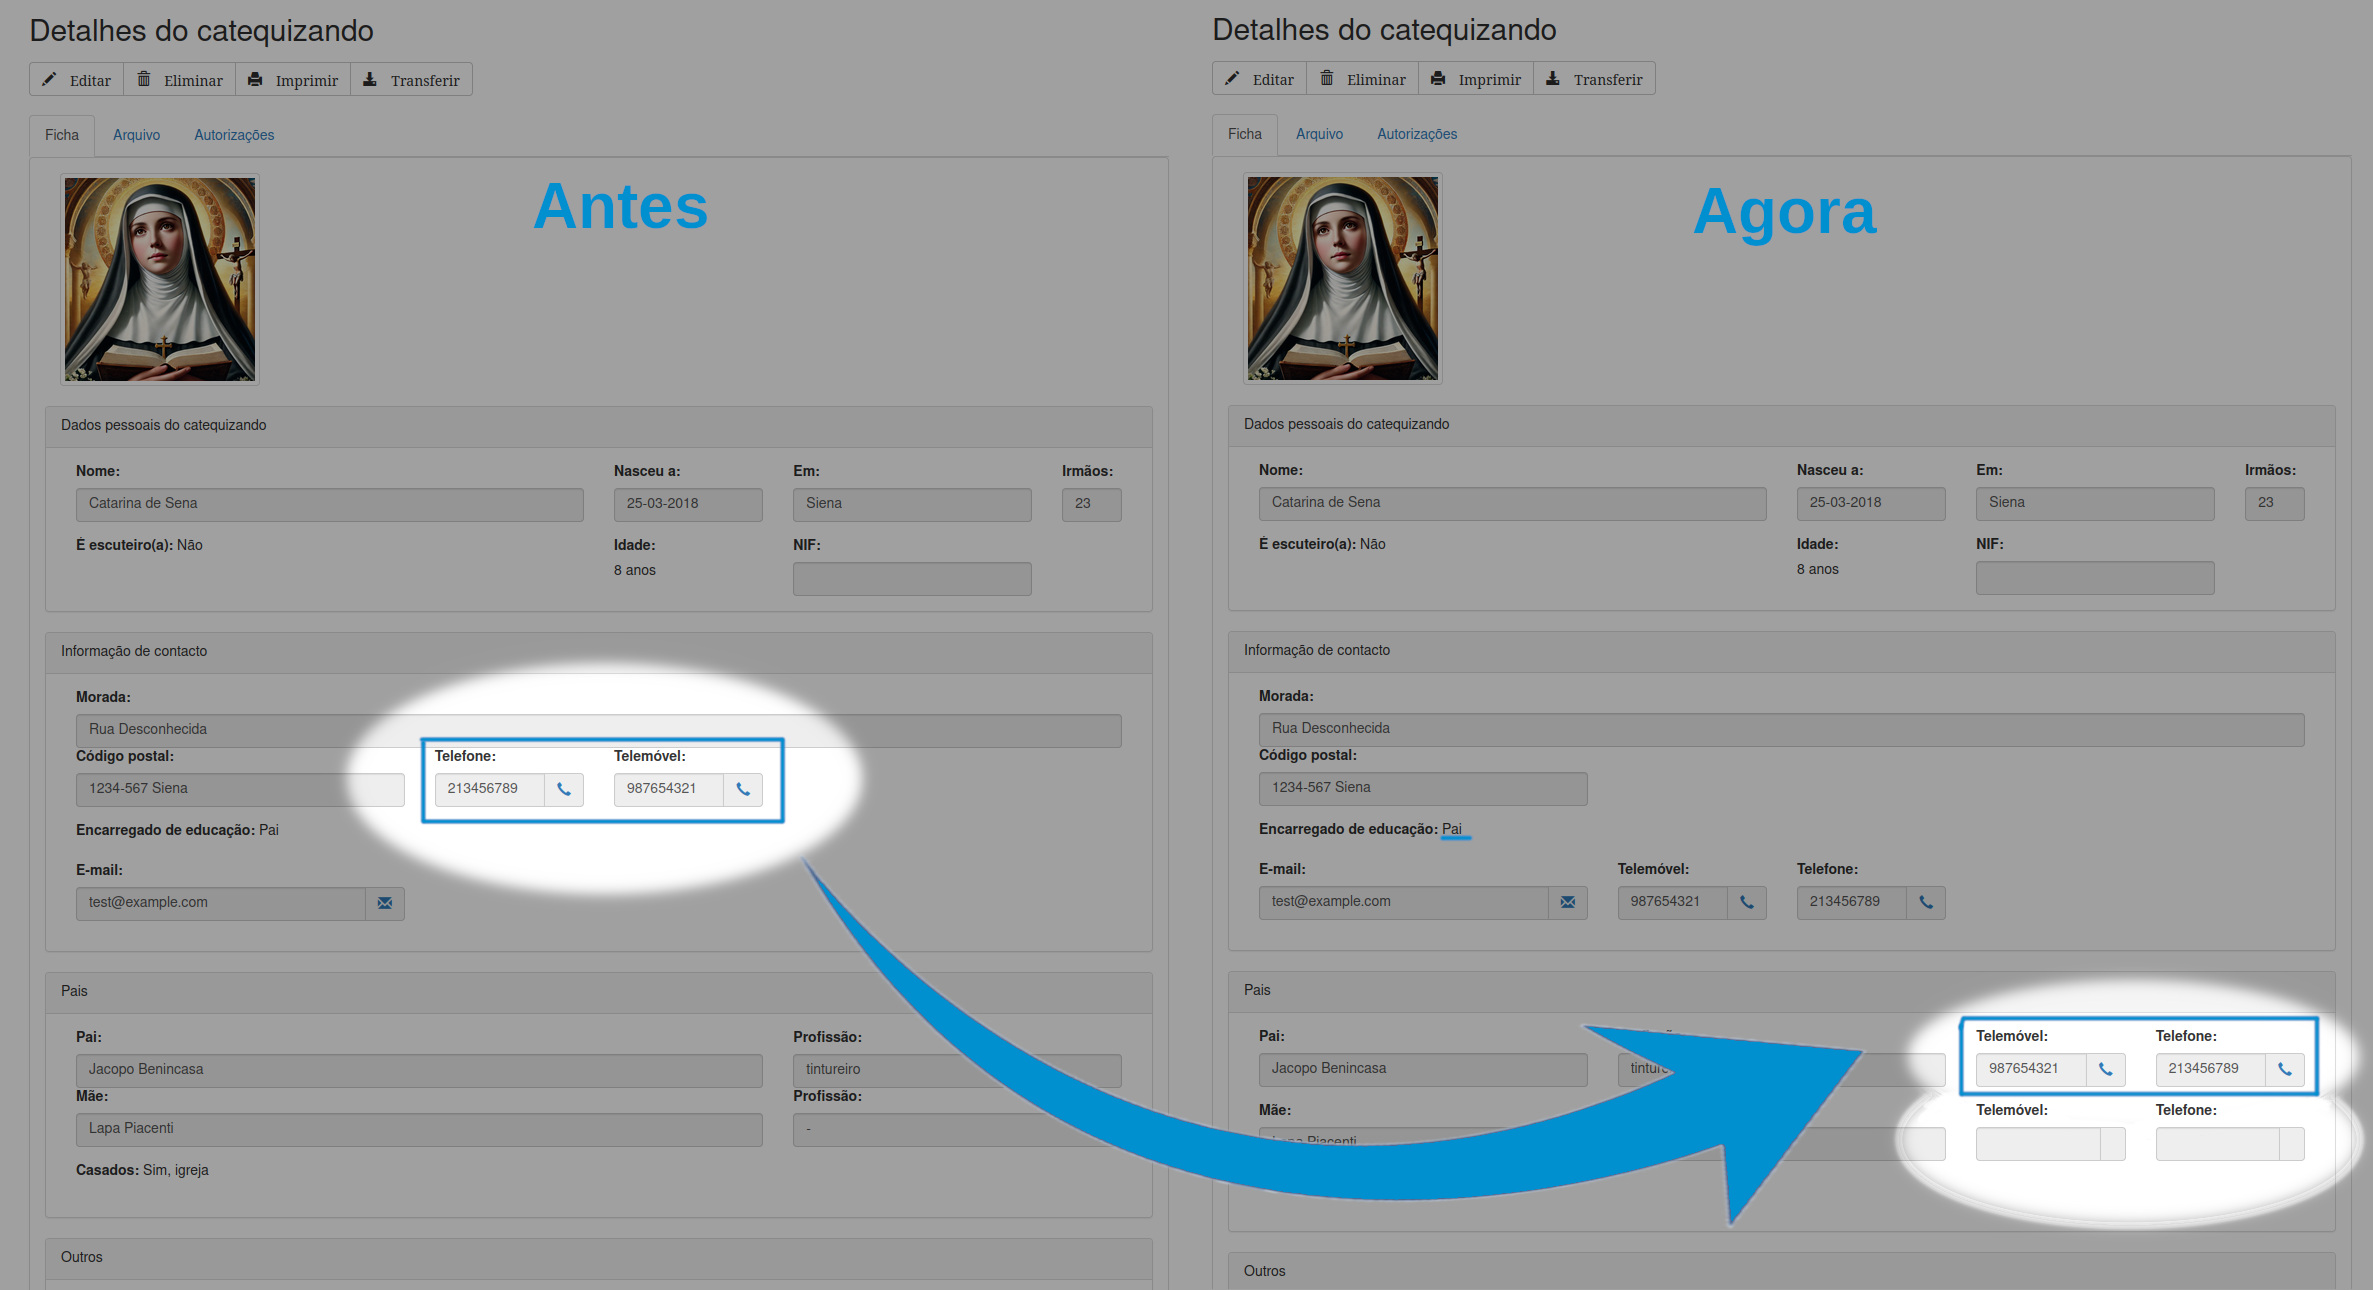 Detalhes do catequizando
Editar Eliminar Imprimir Transferir
Ficha Arquivo Autorizações
Antes
Dados pessoais do catequizando
Nome: Nasceu a: Em: Irmãos:
Catarina de Sena 25-03-2018 Siena 23
É escuteiro(a): Não Idade: NIF:
8 anos
Informação de contacto
Morada:
Rua Desconhecida
Código postal: Telefone: Telemóvel:
1234-567 Siena 213456789 987654321
Encarregado de educação: Pai
E-mail:
test@example.com
Pais
Pai: Profissão:
Jacopo Benincasa tintureiro
Mãe: Profissão:
Lapa Piacenti -
Casados: Sim, igreja
Outros
Detalhes do catequizando
Editar Eliminar Imprimir Transferir
Ficha Arquivo Autorizações
Agora
Dados pessoais do catequizando
Nome: Nasceu a: Em: Irmãos:
Catarina de Sena 25-03-2018 Siena 23
É escuteiro(a): Não Idade: NIF:
8 anos
Informação de contacto
Morada:
Rua Desconhecida
Código postal:
1234-567 Siena
Encarregado de educação: Pai
E-mail: Telemóvel: Telefone:
test@example.com 987654321 213456789
Pais
Pai: Telemóvel: Telefone:
Jacopo Benincasa 987654321 213456789
Mãe: Telemóvel: Telefone:
Piacenti
Outros